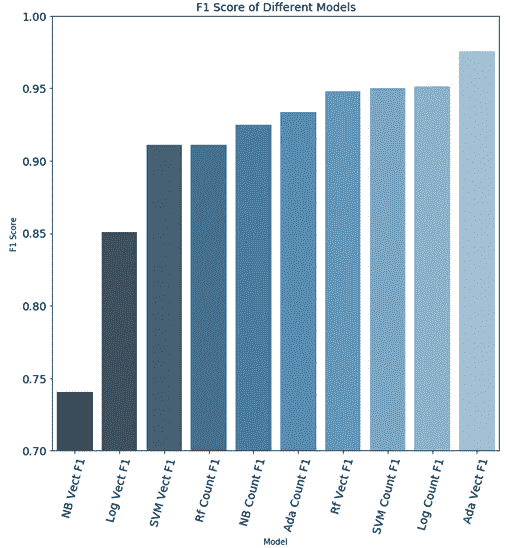 F1 Score of Different Models
1.00
0.95
0.90
0.85
0.80
0.75
0.70
F1 Score
NB Vect F1
Log Vect F1
SVM Vect F1
Rf Count F1
NB Count F1
Ada Count F1
Rf Vect F1
SVM Count F1
Log Count F1
Ada Vect F1
Model